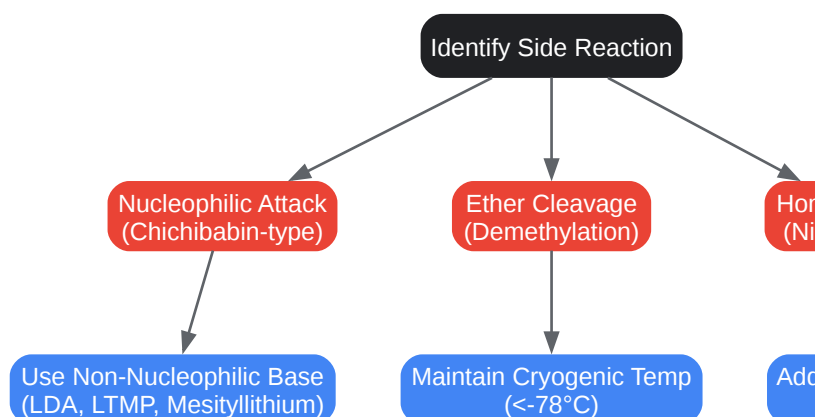 Identify Side Reaction
Nucleophilic Attack
(Chichibabin-type)
Ether Cleavage
(Demethylation)
Use Non-Nucleophilic Base
(LDA, LTMP, Mesityllithium)
Maintain Cryogenic Temp
(<-78°C)